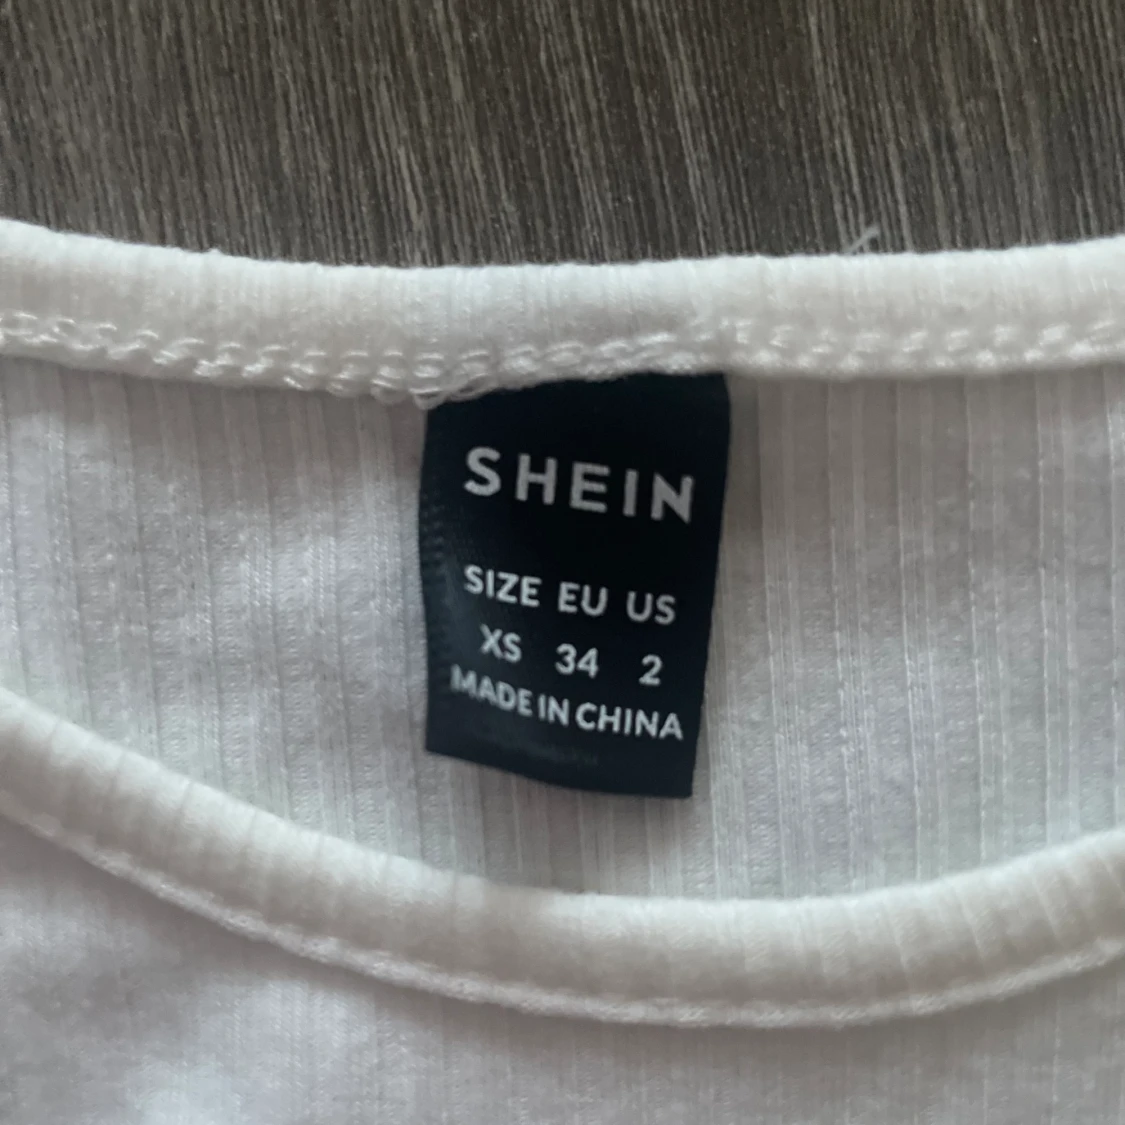 SHEIN
SIZE EU US
XS 34 2
MADE IN CHINA